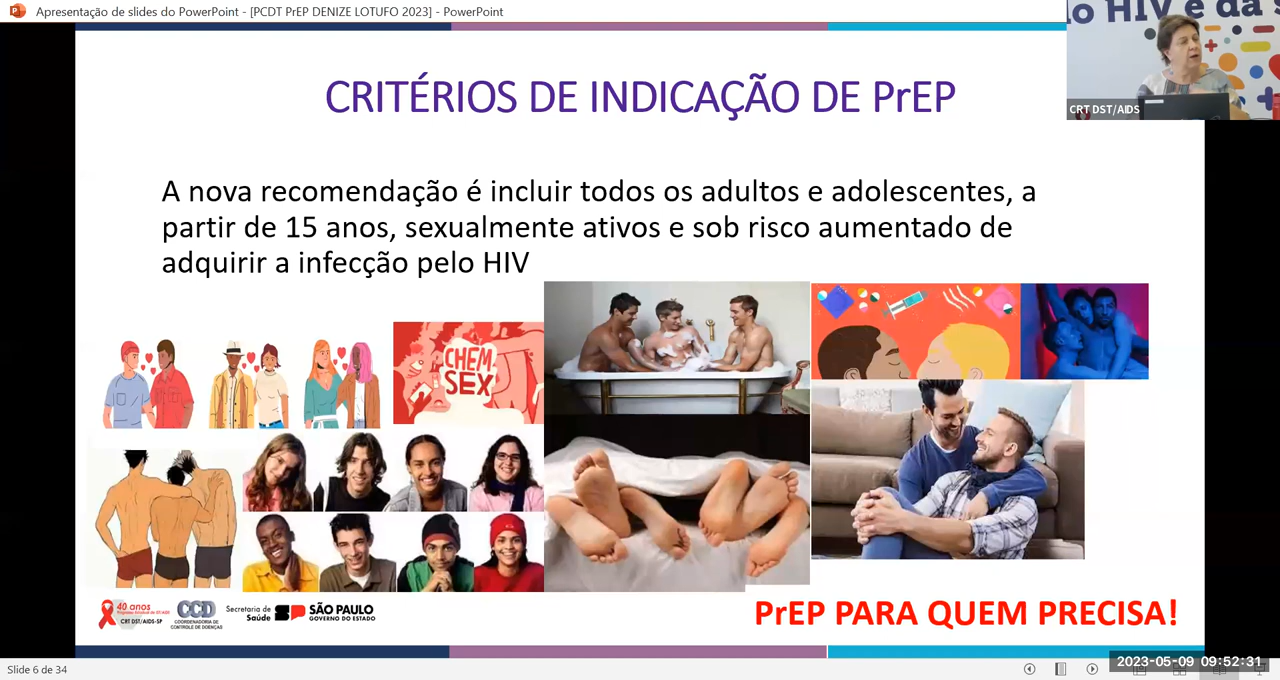 Apresentação de slides do PowerPoint - [PCDT PrEP DENIZE LOTUFO 2023] - PowerPoint
lo HIV e da s
CRT DST/AIDS
CRITÉRIOS DE INDICAÇÃO DE PrEP
A nova recomendação é incluir todos os adultos e adolescentes, a
partir de 15 anos, sexualmente ativos e sob risco aumentado de
adquirir a infecção pelo HIV
CHEM
SEX
40 anos
CRT DST/AIDS-SP
CCD
COORDENADORIA DE
CONTROLE DE DOENÇAS
Secretaria de
Saúde
SP
SÃO PAULO
GOVERNO DO ESTADO
PrEP PARA QUEM PRECISA!
2023-05-09 09:52:31
Slide 6 de 34